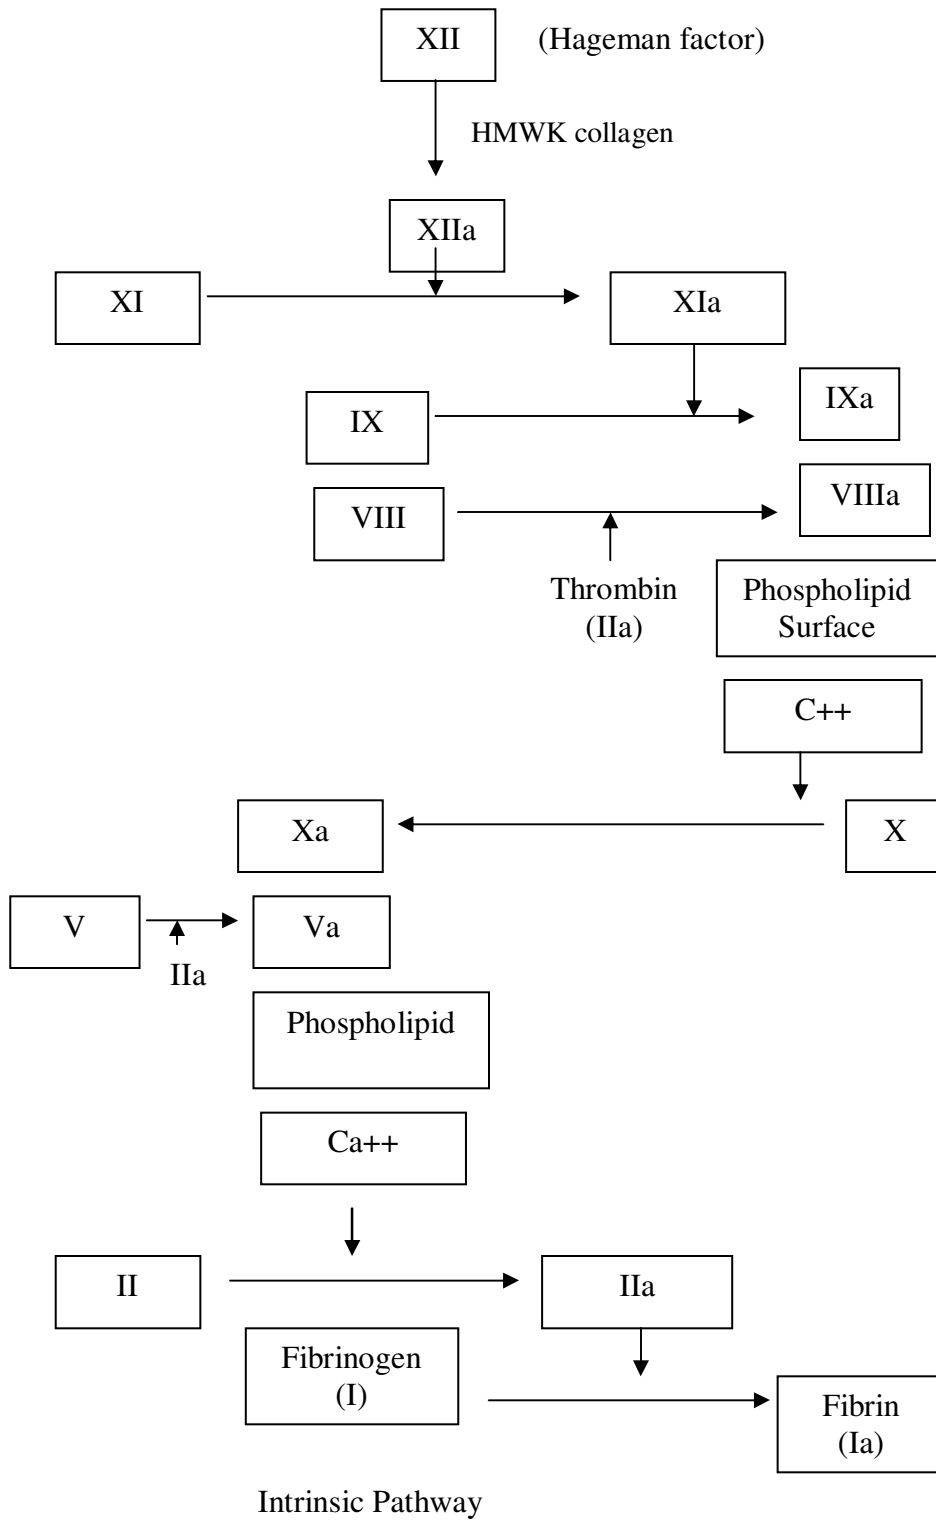 XII
(Hageman factor)
HMWK collagen
XIIa
XI
XIa
IX
IXa
VIII
VIIIa
Thrombin
(IIa)
Phospholipid
Surface
C++
Xa
X
V
Va
IIa
Phospholipid
Ca++
II
IIa
Fibrinogen
(I)
Fibrin
(Ia)
Intrinsic Pathway